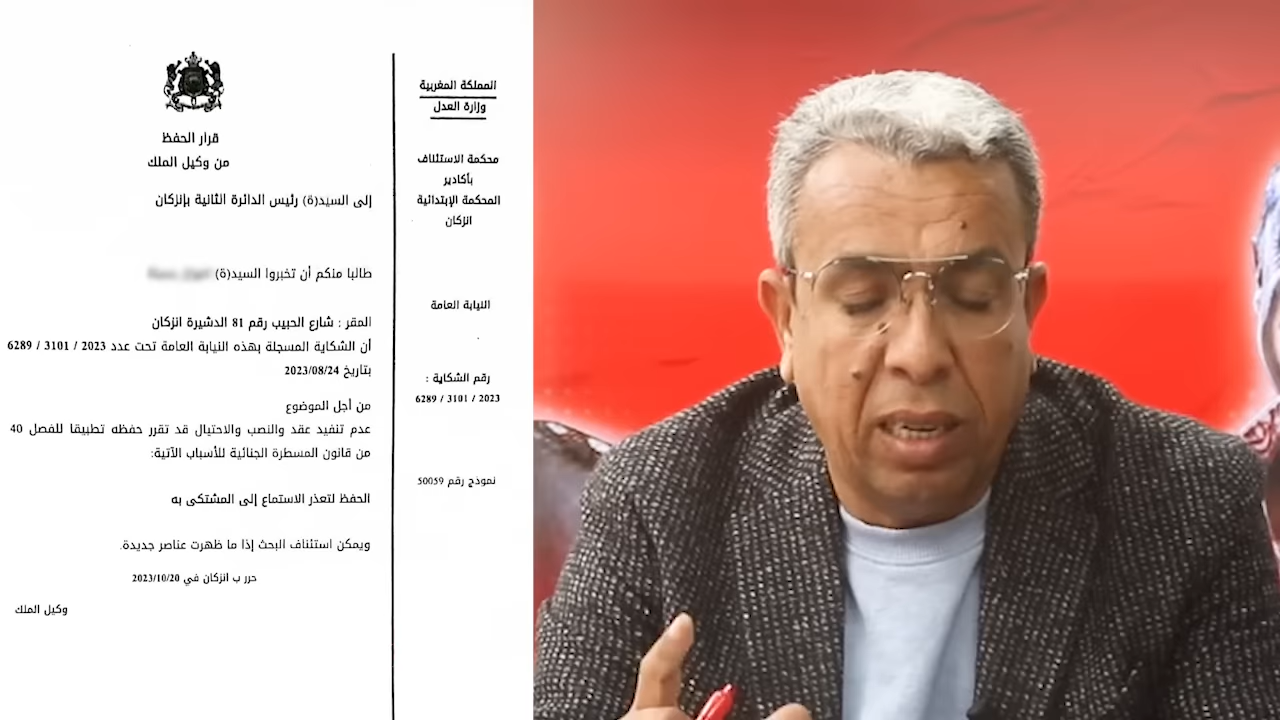 المملكة المغربية
وزارة العدل
محكمة الاستئناف
بأكادير
المحكمة الإبتدائية
انزكان
النيابة العامة
رقم الشكاية :
6289 / 3101 / 2023
نموذج رقم 50059
قرار الحفظ
من وكيل الملك
إلى السيد(ة) رئيس الدائرة الثانية بإنزكان
طالبا منكم أن تخبروا السيد(ة)
المقر : شارع الحبيب رقم 81 الدشيرة انزكان
أن الشكاية المسجلة بهذه النيابة العامة تحت عدد 2023 / 3101 / 6289
بتاريخ 2023/08/24
من أجل الموضوع
عدم تنفيد عقد والنصب والاحتيال قد تقرر حفظه تطبيقا للفصل 40
من قانون المسطرة الجنائية للأسباب الآتية:
الحفظ لتعذر الاستماع إلى المشتكى به
ويمكن استئناف البحث إذا ما ظهرت عناصر جديدة.
حرر ب انزكان في 2023/10/20
وكيل الملك